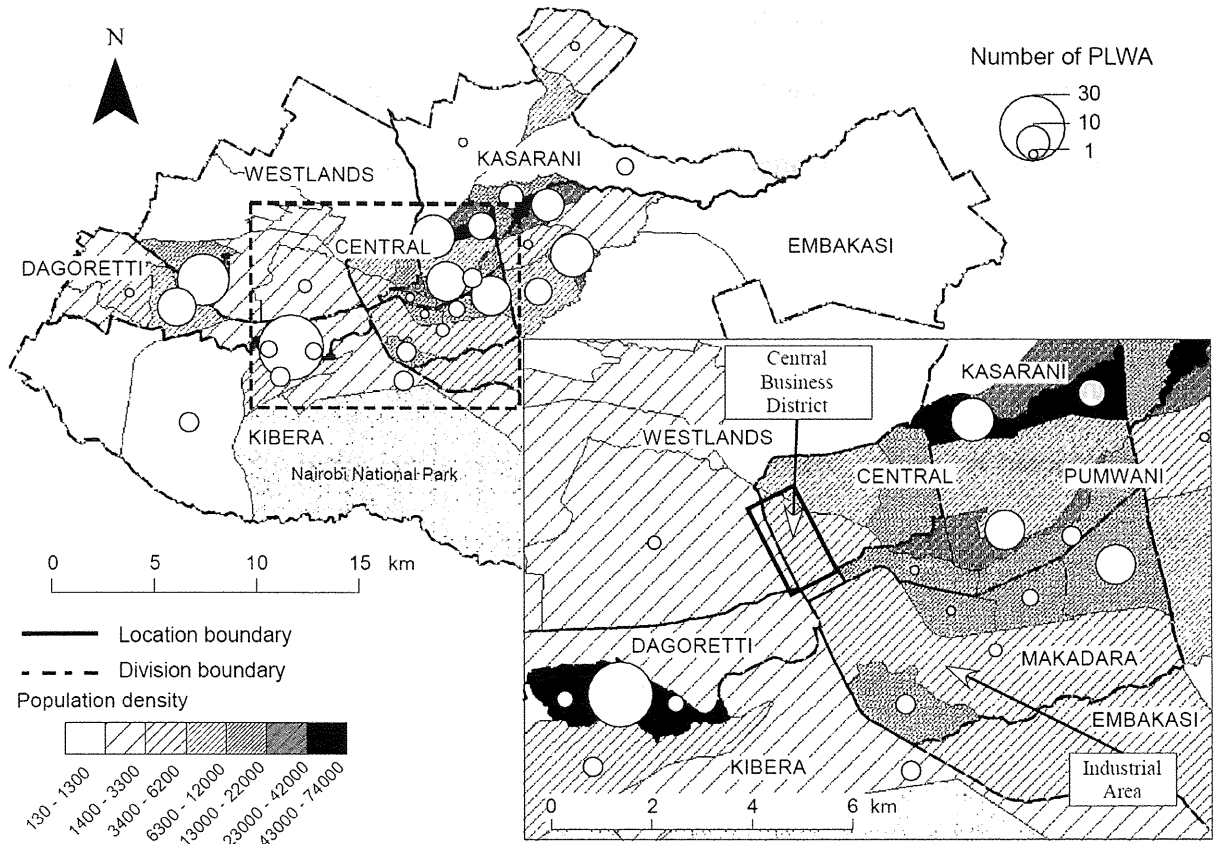 N
Number of PLWA
30
10
1
KASARANI
WESTLANDS
CENTRAL
EMBAKASI
DAGORETTI
KIBERA
Nairobi National Park
0 5 10 15 km
Location boundary
Division boundary
Population density
130 - 1300
1400 - 3300
3400 - 6200
6300 - 12000
13000 - 22000
23000 - 42000
43000 - 74000
Central
Business
District
KASARANI
WESTLANDS
CENTRAL
PUMWANI
DAGORETTI
MAKADARA
EMBAKASI
KIBERA
Industrial
Area
0 2 4 6 km